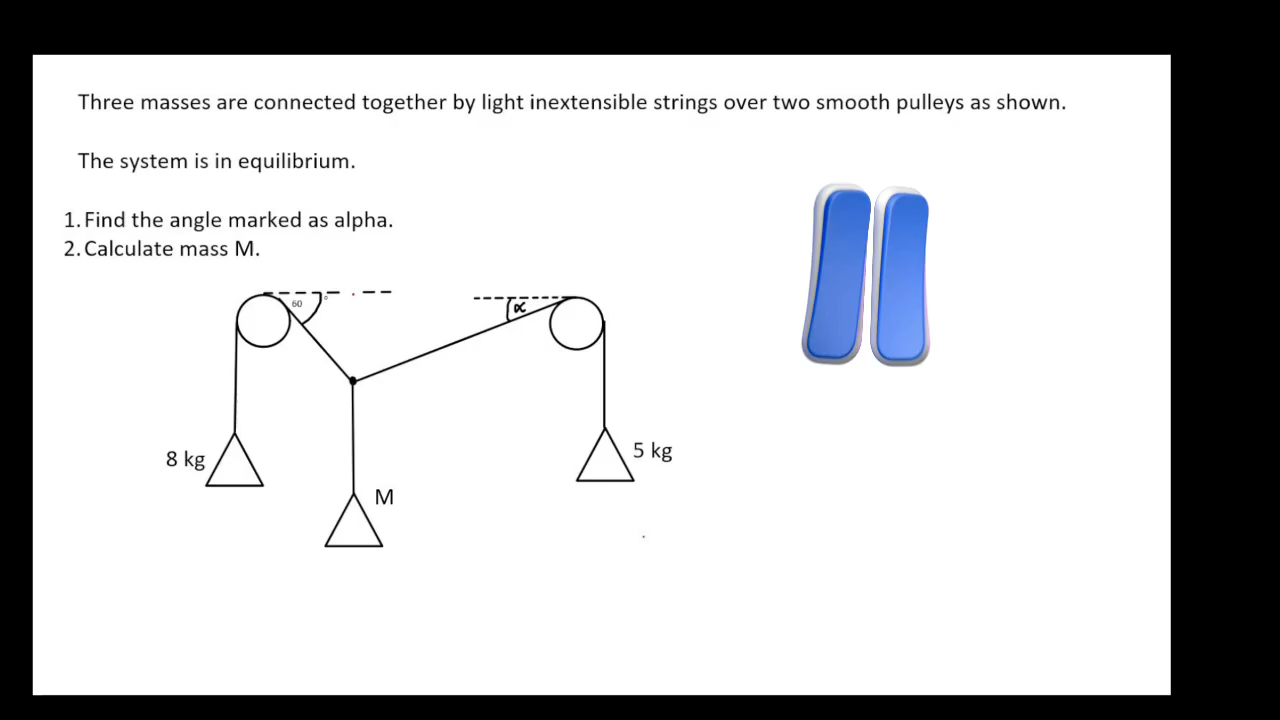 Three masses are connected together by light inextensible strings over two smooth pulleys as shown.
The system is in equilibrium.
1. Find the angle marked as alpha.
2. Calculate mass M.
60°
α
8 kg
5 kg
M